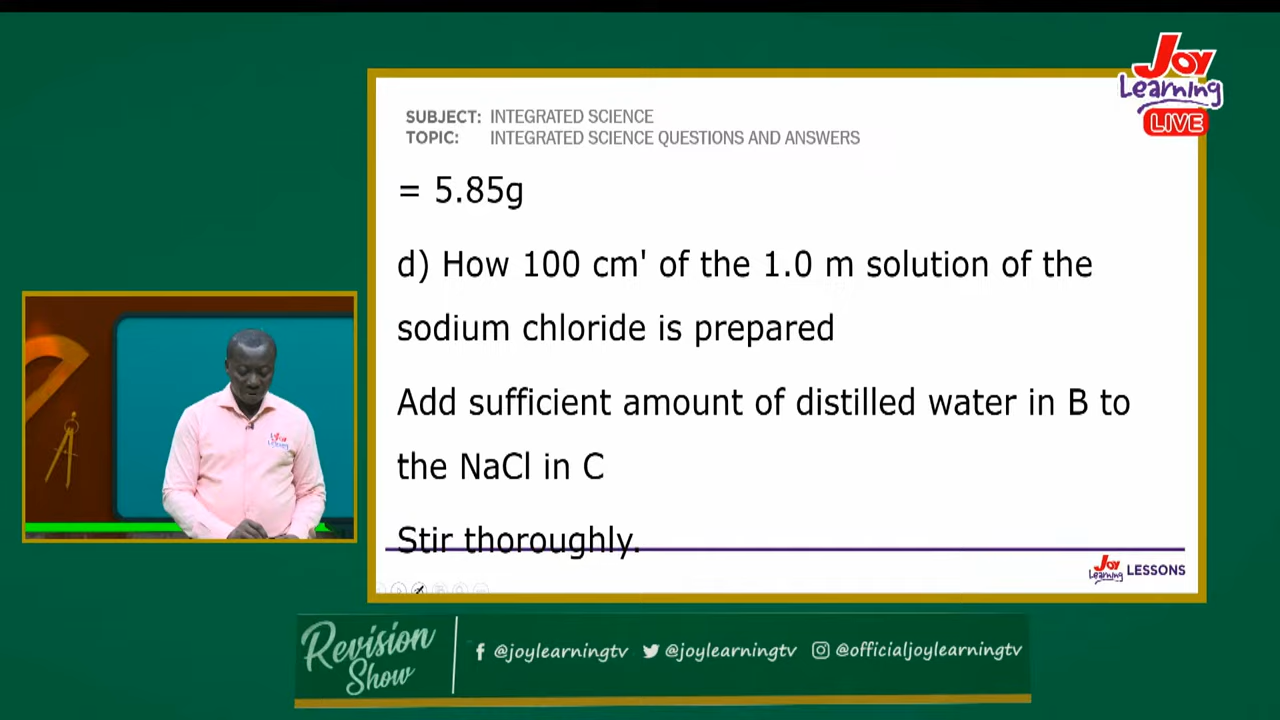 Joy
Learning
LIVE
SUBJECT: INTEGRATED SCIENCE
TOPIC: INTEGRATED SCIENCE QUESTIONS AND ANSWERS
= 5.85g
d) How 100 cm' of the 1.0 m solution of the
sodium chloride is prepared
Add sufficient amount of distilled water in B to
the NaCl in C
Stir thoroughly.
Joy Learning LESSONS
Joy Learning
Revision Show
@joylearningtv @joylearningtv @officialjoylearningtv